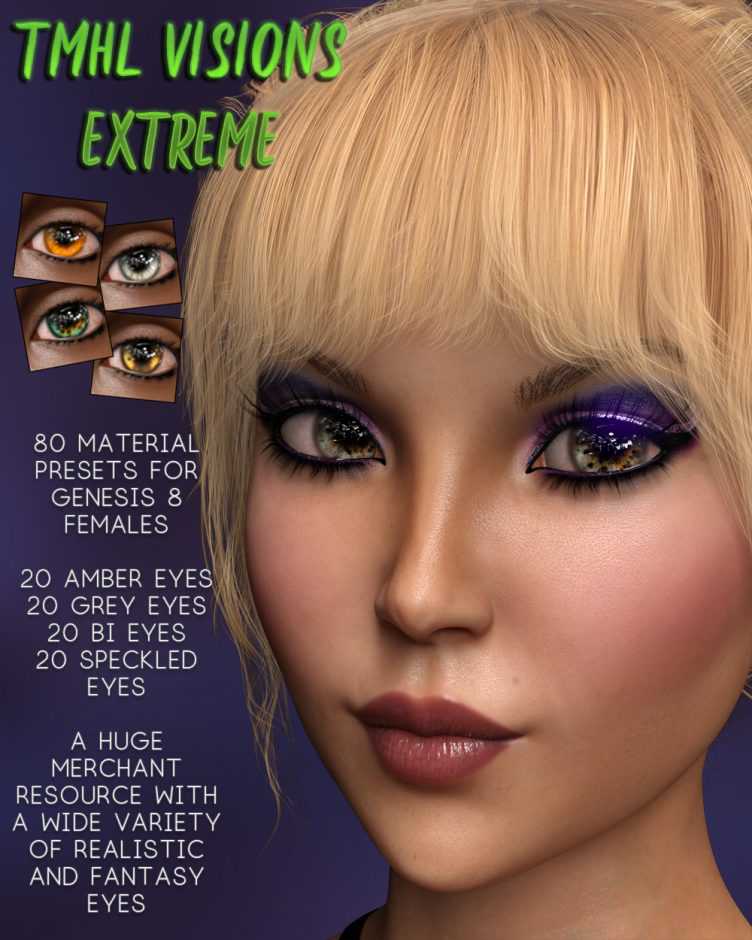 TMHL VISIONS
EXTREME
80 MATERIAL
PRESETS FOR
GENESIS 8
FEMALES
20 AMBER EYES
20 GREY EYES
20 BI EYES
20 SPECKLED
EYES
A HUGE
MERCHANT
RESOURCE WITH
A WIDE VARIETY
OF REALISTIC
AND FANTASY
EYES